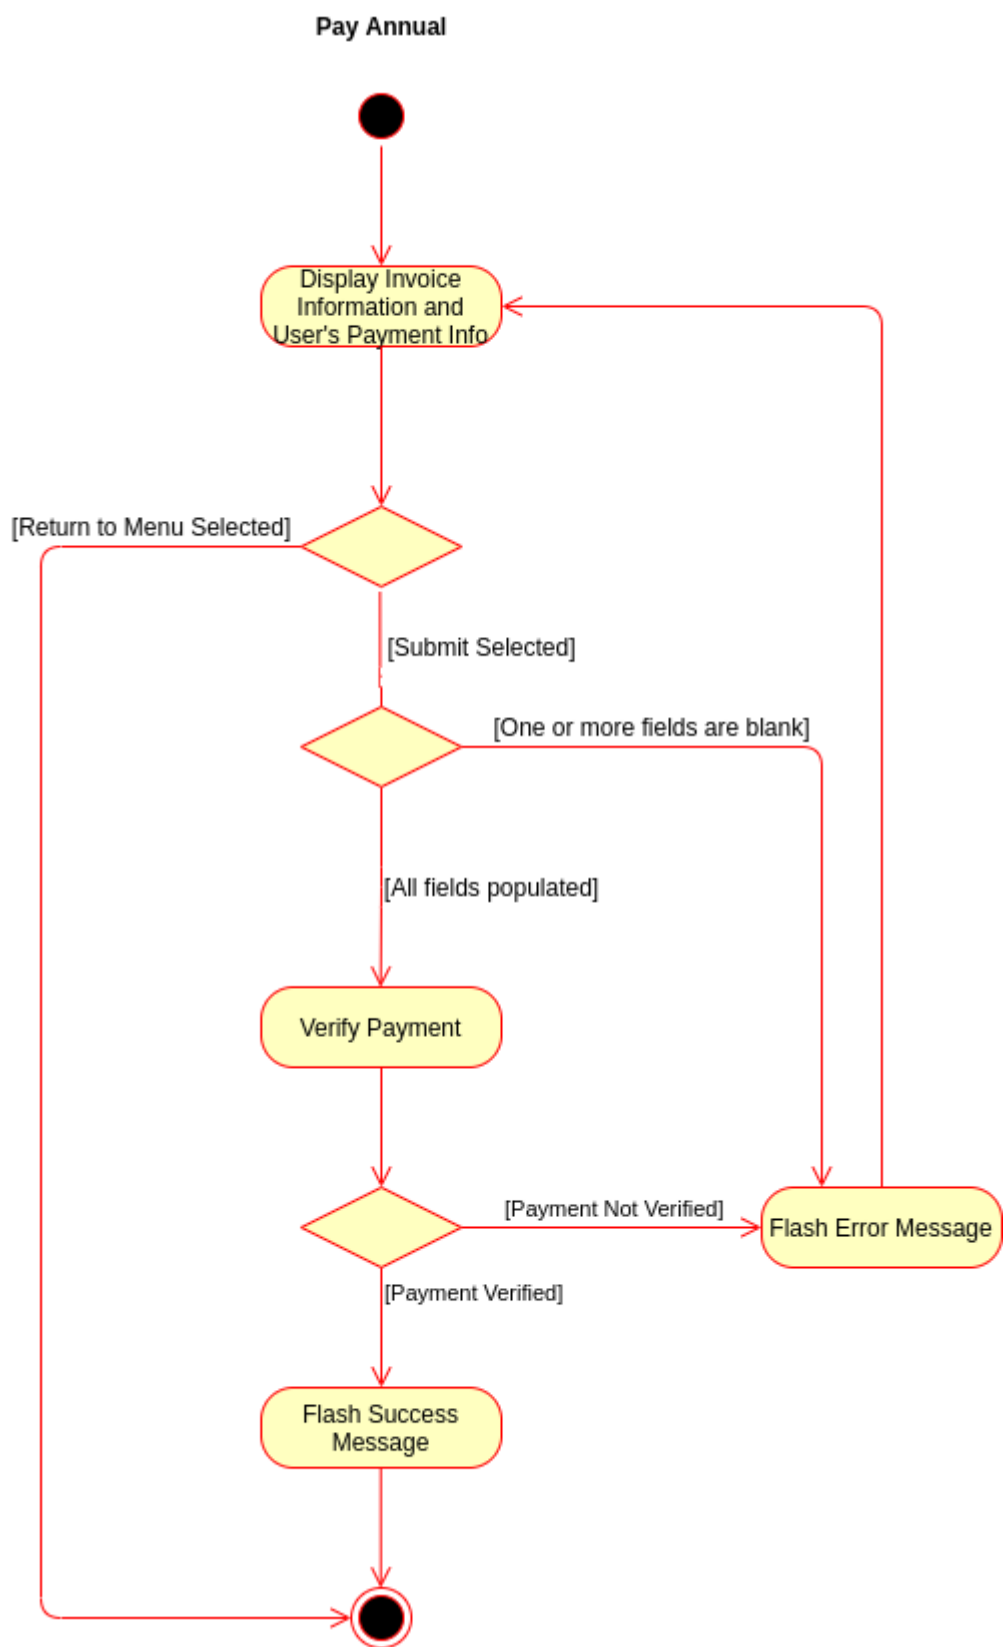 Pay Annual
Display Invoice
Information and
User's Payment Info
[Return to Menu Selected]
[Submit Selected]
[One or more fields are blank]
[All fields populated]
Verify Payment
[Payment Not Verified]
Flash Error Message
[Payment Verified]
Flash Success
Message